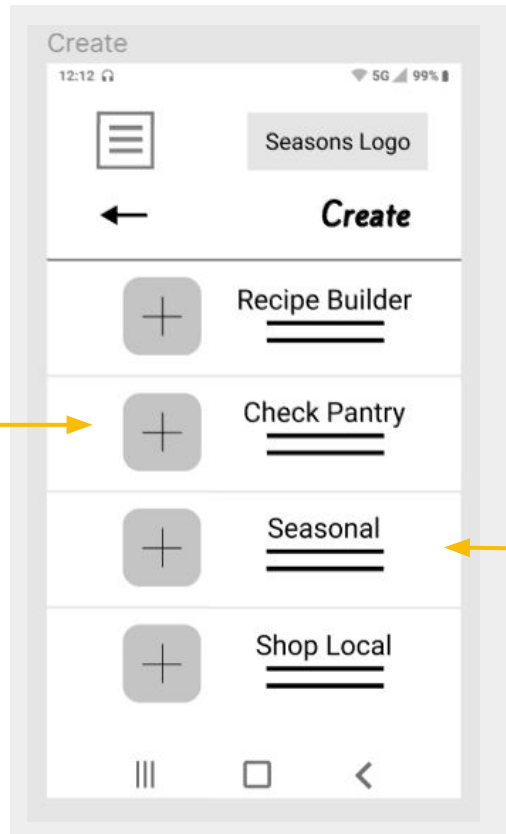 Create
12:12 5G 99%
Seasons Logo
Create
Recipe Builder
Check Pantry
Seasonal
Shop Local